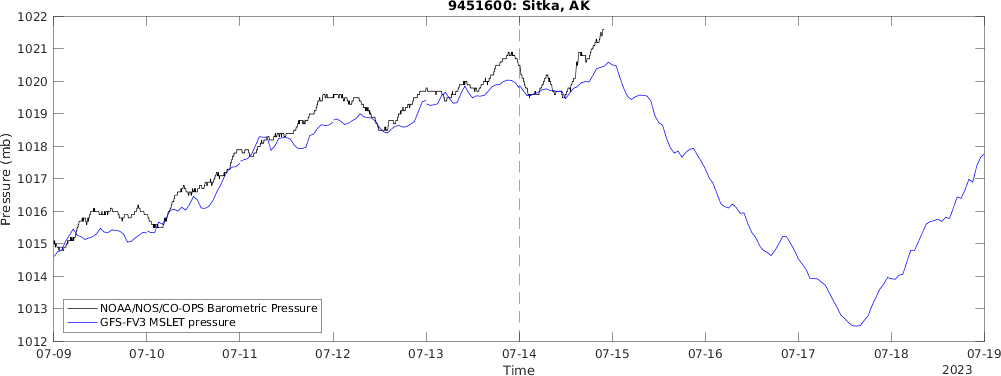 9451600: Sitka, AK
1022
1021
1020
1019
1018
1017
1016
1015
1014
1013
1012
Pressure (mb)
NOAA/NOS/CO-OPS Barometric Pressure
GFS-FV3 MSLET pressure
07-09 07-10 07-11 07-12 07-13 07-14 07-15 07-16 07-17 07-18 07-19
Time
2023